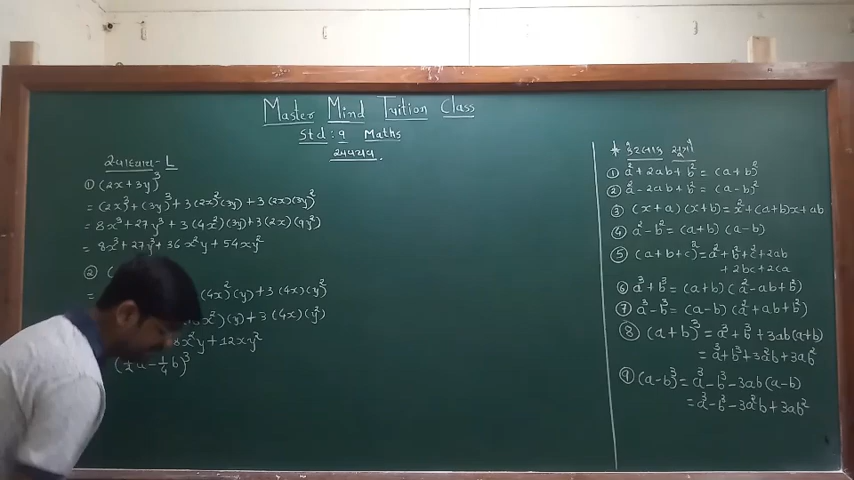 Master Mind Tuition Class
Std : 9 Maths
અવયવ.
સ્વાધ્યાય - L
① (2x + 3y)³
= (2x)³ + (3y)³ + 3(2x)²(3y) + 3(2x)(3y)²
= 8x³ + 27y³ + 3(4x²)(3y) + 3(2x)(9y²)
= 8x³ + 27y³ + 36x²y + 54xy²
② (
= (4x)²(y) + 3(4x)(y)²
x²)(y) + 3(4x)(y²)
8x²y + 12xy²
- ¼b)³
* કેટલાક સૂત્રો
① a² + 2ab + b² = (a+b)²
② a² - 2ab + b² = (a-b)²
③ (x+a)(x+b) = x² + (a+b)x + ab
④ a² - b² = (a+b)(a-b)
⑤ (a+b+c)² = a² + b² + c² + 2ab
+ 2bc + 2ca
⑥ a³ + b³ = (a+b)(a² - ab + b²)
⑦ a³ - b³ = (a-b)(a² + ab + b²)
⑧ (a+b)³ = a³ + b³ + 3ab(a+b)
= a³ + b³ + 3a²b + 3ab²
⑨ (a-b)³ = a³ - b³ - 3ab(a-b)
= a³ - b³ - 3a²b + 3ab²